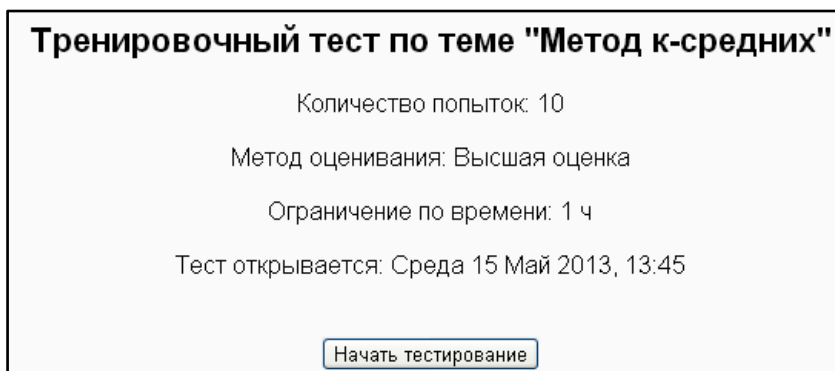 Тренировочный тест по теме "Метод к-средних"
Количество попыток: 10
Метод оценивания: Высшая оценка
Ограничение по времени: 1 ч
Тест открывается: Среда 15 Май 2013, 13:45
Начать тестирование